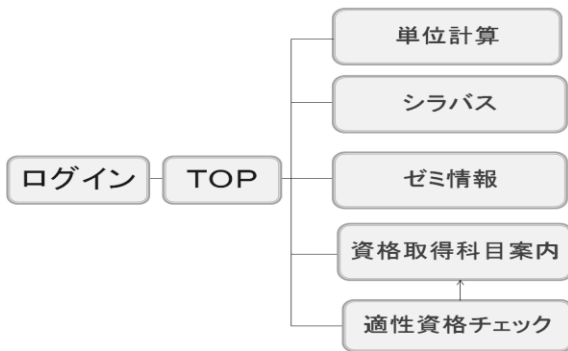 単位計算
シラバス
ログイン
TOP
ゼミ情報
資格取得科目案内
適性資格チェック